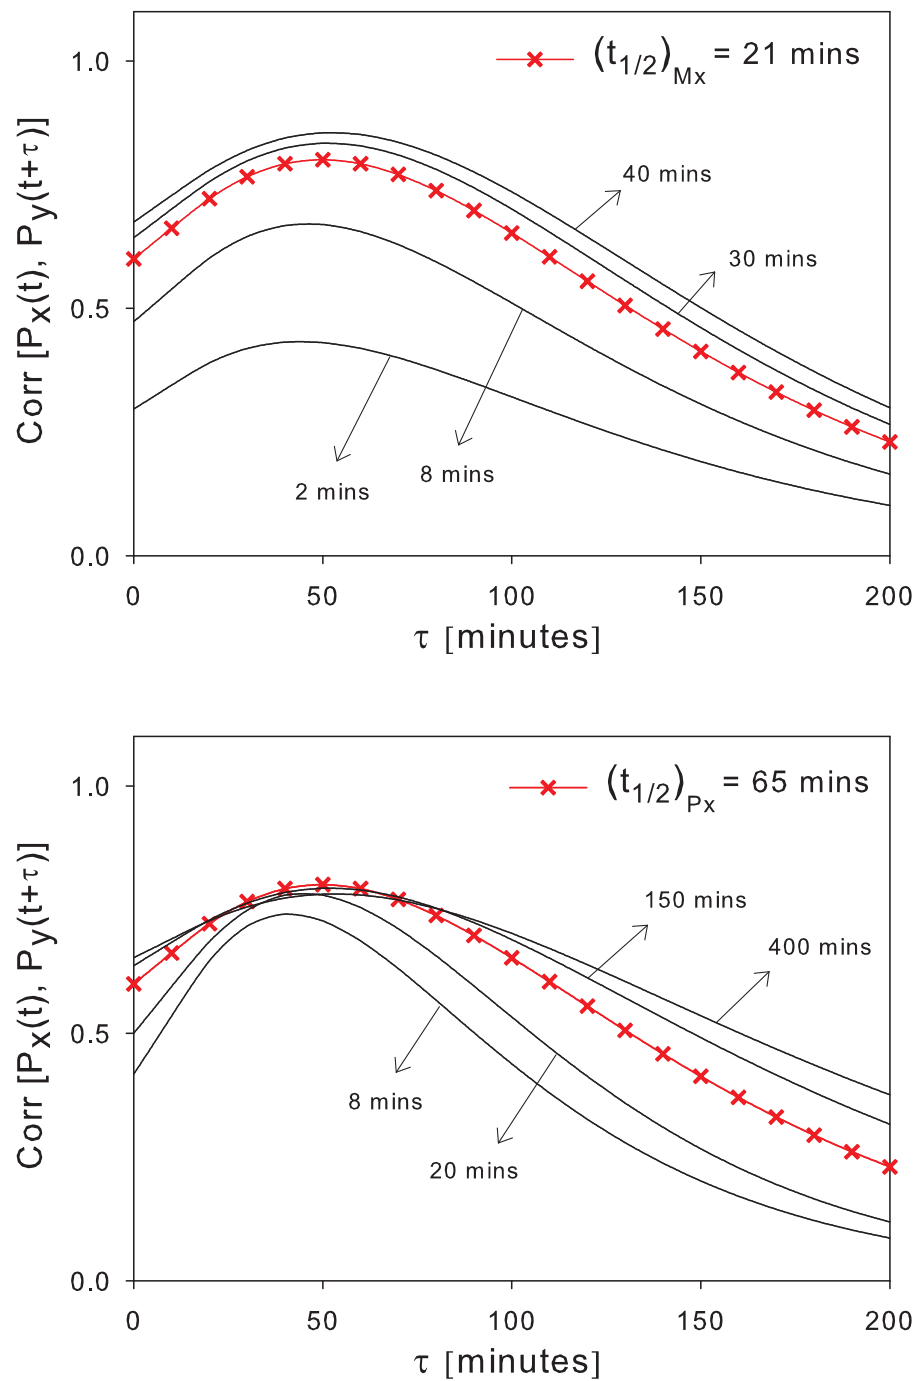 (t1/2)Mx = 21 mins
1.0
0.5
0.0
Corr [Px(t), Py(t+τ)]
40 mins
30 mins
8 mins
2 mins
0 50 100 150 200
τ [minutes]
(t1/2)Px = 65 mins
1.0
0.5
0.0
Corr [Px(t), Py(t+τ)]
150 mins
400 mins
8 mins
20 mins
0 50 100 150 200
τ [minutes]